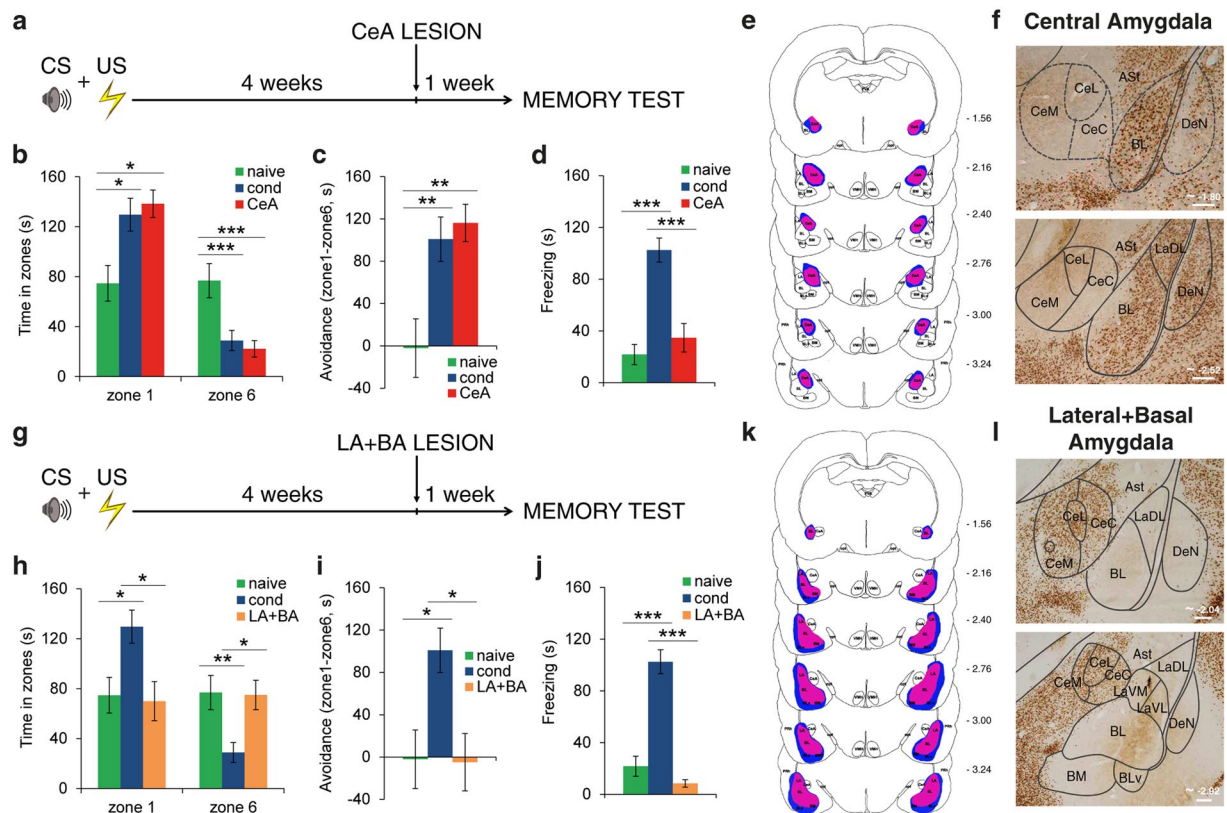 a
CeA LESION
CS + US
4 weeks
1 week
MEMORY TEST
b
naive
cond
CeA
Time in zones (s)
160
120
80
40
0
*
*
***
***
zone 1
zone 6
c
Avoidance (zone1-zone6, s)
160
120
80
40
0
-40
**
**
naive
cond
CeA
d
naive
cond
CeA
Freezing (s)
160
120
80
40
0
***
***
e
- 1.56
- 2.16
- 2.40
- 2.76
- 3.00
- 3.24
f
Central Amygdala
ASt
CeL
CeM
CeC
BL
DeN
~ -1.80
ASt
LaDL
CeL
CeC
CeM
BL
DeN
~ -2.52
g
LA+BA LESION
CS + US
4 weeks
1 week
MEMORY TEST
h
naive
cond
LA+BA
Time in zones (s)
160
120
80
40
0
*
*
*
**
zone 1
zone 6
i
Avoidance (zone1-zone6, s)
160
120
80
40
0
-40
*
*
naive
cond
LA+BA
j
naive
cond
LA+BA
Freezing (s)
160
120
80
40
0
***
***
k
- 1.56
- 2.16
- 2.40
- 2.76
- 3.00
- 3.24
l
Lateral+Basal
Amygdala
Ast
CeL
CeC
LaDL
CeM
BL
DeN
~ -2.04
Ast
CeL
CeC
LaDL
CeM
LaVM
LaVL
BL
DeN
BM
BLv
~ -2.92